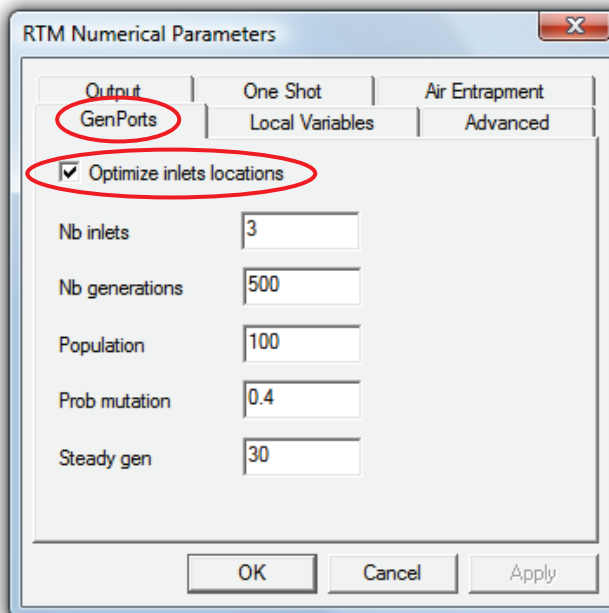 RTM Numerical Parameters
Output One Shot Air Entrapment
GenPorts Local Variables Advanced
Optimize inlets locations
Nb inlets 3
Nb generations 500
Population 100
Prob mutation 0.4
Steady gen 30
OK Cancel Apply